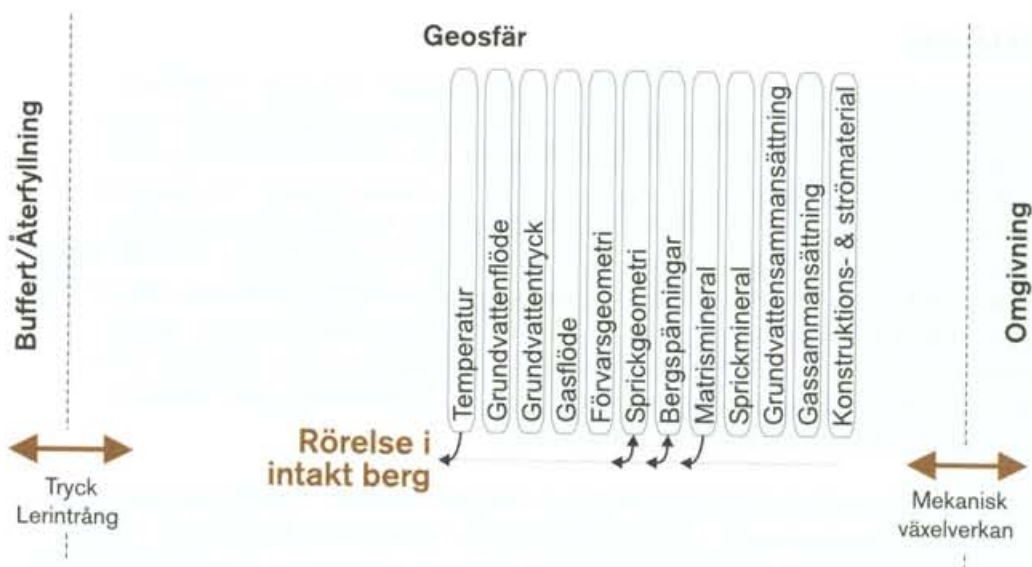 Geosfär
Buffert/Återfyllning
Temperatur
Grundvattenflöde
Grundvattentryck
Gasflöde
Förvarsgeometri
Sprickgeometri
Bergspänningar
Matrismineral
Sprickmineral
Grundvattensammansättning
Gassammansättning
Konstruktions- & strömaterial
Omgivning
Rörelse i
intakt berg
Tryck
Lerintrång
Mekanisk
växelverkan